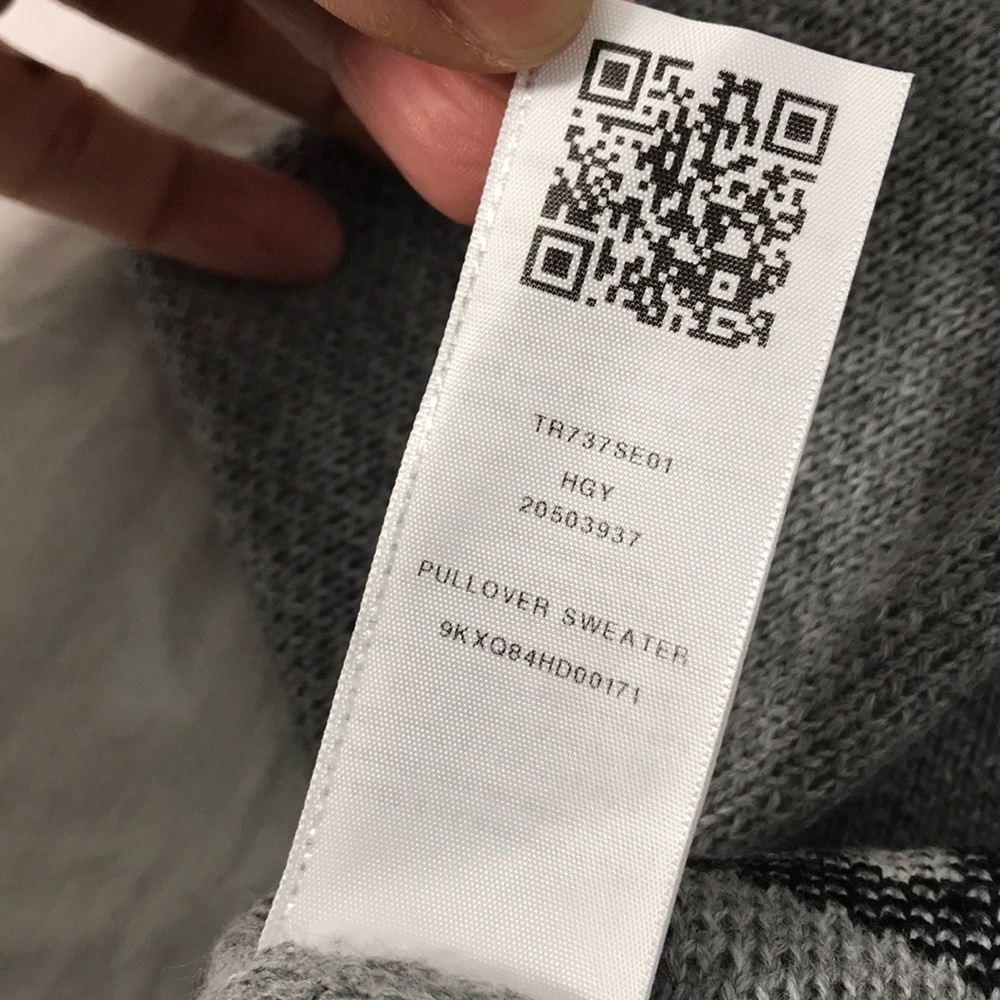 TR737SE01
HGY
20503937
PULLOVER SWEATER
9KXQ84HD00171